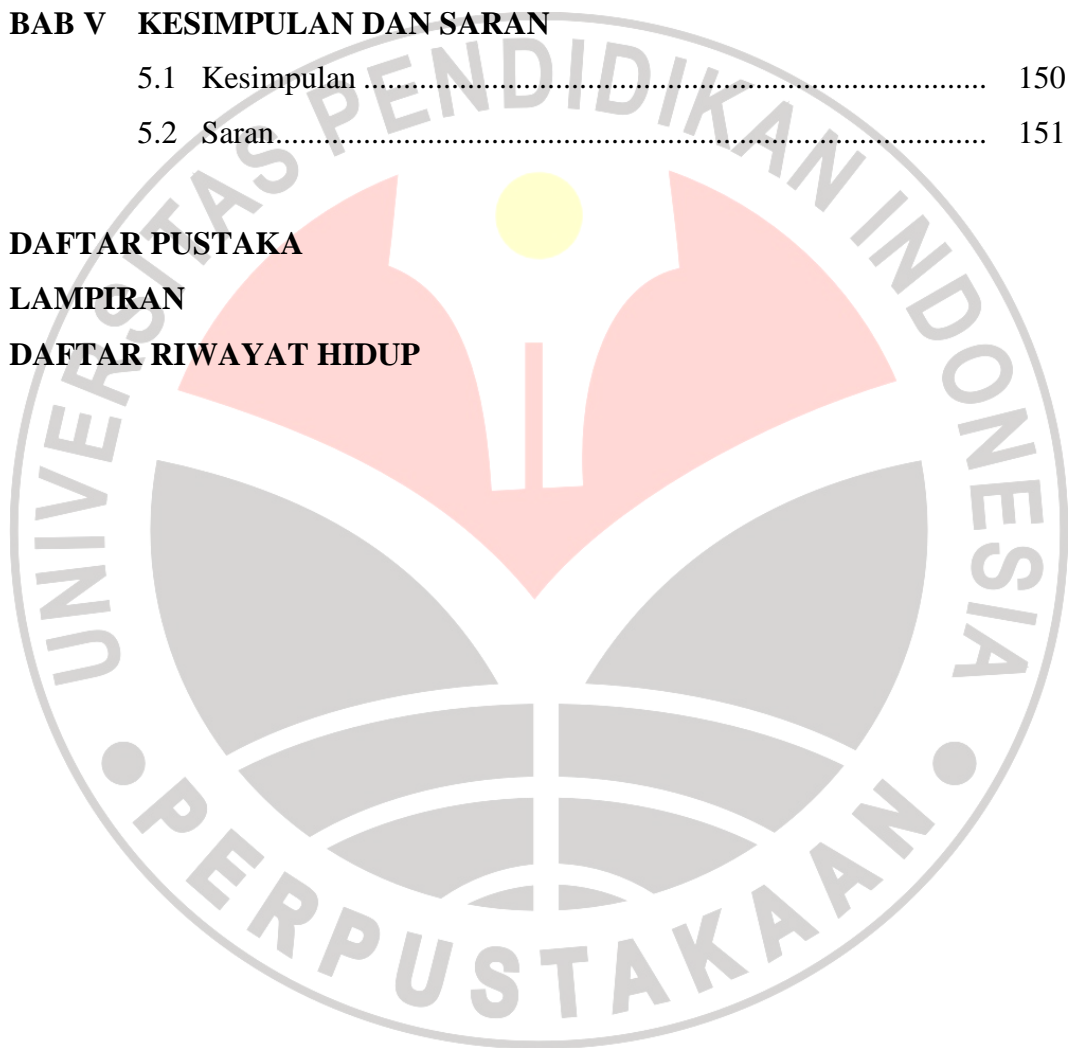 BAB V KESIMPULAN DAN SARAN
5.1 Kesimpulan .............................................................................. 150
5.2 Saran......................................................................................... 151
DAFTAR PUSTAKA
LAMPIRAN
DAFTAR RIWAYAT HIDUP
UNIVERSITAS PENDIDIKAN INDONESIA
PERPUSTAKAAN